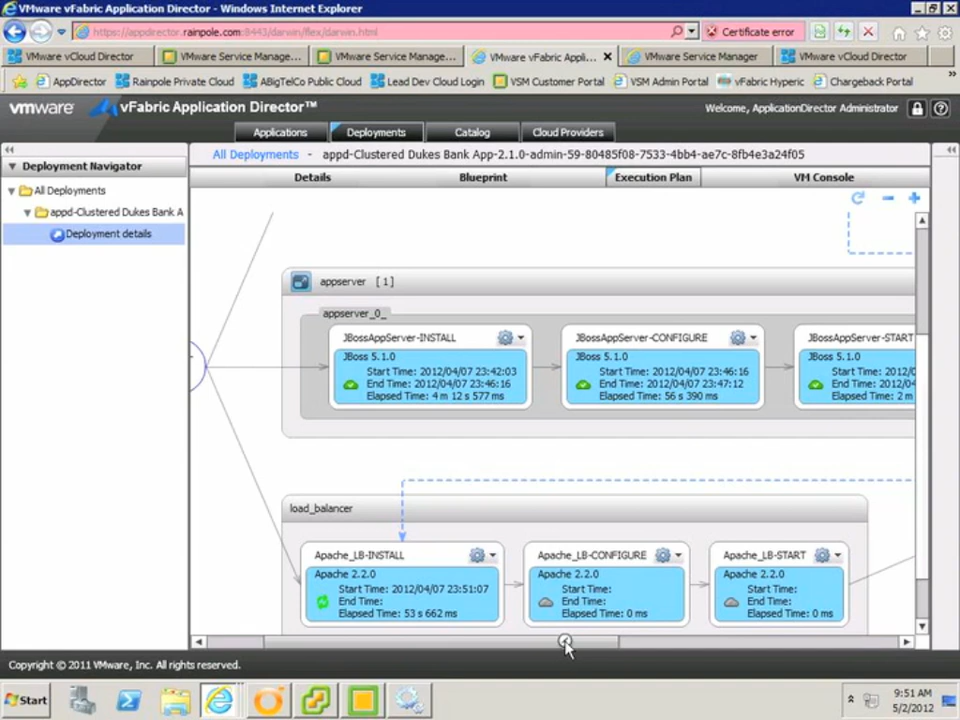 VMware vFabric Application Director - Windows Internet Explorer
https://appdirector.rainpole.com:8443/darwin/flex/darwin.html
Certificate error
VMware vCloud Director
VMware Service Manage...
VMware Service Manage...
VMware vFabric Appli...
VMware Service Manager
VMware vCloud Director
AppDirector
Rainpole Private Cloud
ABigTelCo Public Cloud
Lead Dev Cloud Login
VSM Customer Portal
VSM Admin Portal
vFabric Hyperic
Chargeback Portal
vmware vFabric Application Director™
Welcome, ApplicationDirector Administrator
Applications
Deployments
Catalog
Cloud Providers
Deployment Navigator
All Deployments
appd-Clustered Dukes Bank A
Deployment details
All Deployments - appd-Clustered Dukes Bank App-2.1.0-admin-59-80485f08-7533-4bb4-ae7c-8fb4e3a24f05
Details
Blueprint
Execution Plan
VM Console
appserver [ 1 ]
appserver_0_
JBossAppServer-INSTALL
JBoss 5.1.0
Start Time: 2012/04/07 23:42:03
End Time: 2012/04/07 23:46:16
Elapsed Time: 4 m 12 s 577 ms
JBossAppServer-CONFIGURE
JBoss 5.1.0
Start Time: 2012/04/07 23:46:16
End Time: 2012/04/07 23:47:12
Elapsed Time: 56 s 390 ms
JBossAppServer-START
JBoss 5.1.0
Start Time: 2012/0
End Time: 2012/04
Elapsed Time: 2 m
load_balancer
Apache_LB-INSTALL
Apache 2.2.0
Start Time: 2012/04/07 23:51:07
End Time:
Elapsed Time: 53 s 662 ms
Apache_LB-CONFIGURE
Apache 2.2.0
Start Time:
End Time:
Elapsed Time: 0 ms
Apache_LB-START
Apache 2.2.0
Start Time:
End Time:
Elapsed Time: 0 ms
Copyright © 2011 VMware, Inc. All rights reserved.
Start
9:51 AM
5/2/2012